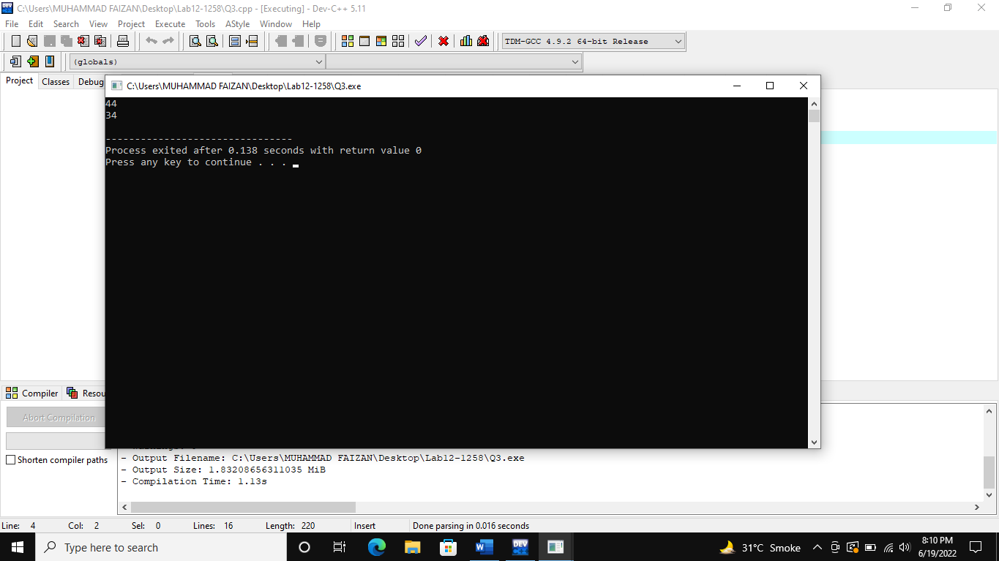 C:\Users\MUHAMMAD FAIZAN\Desktop\Lab12-1258\Q3.cpp - [Executing] - Dev-C++ 5.11
File Edit Search View Project Execute Tools AStyle Window Help
TDM-GCC 4.9.2 64-bit Release
(globals)
Project Classes Debug
C:\Users\MUHAMMAD FAIZAN\Desktop\Lab12-1258\Q3.exe
44
34
--------------------------------
Process exited after 0.138 seconds with return value 0
Press any key to continue . . .
Compiler Resou
Abort Compilation
Shorten compiler paths
- Output Filename: C:\Users\MUHAMMAD FAIZAN\Desktop\Lab12-1258\Q3.exe
- Output Size: 1.83208656311035 MiB
- Compilation Time: 1.13s
Line: 4 Col: 2 Sel: 0 Lines: 16 Length: 220 Insert Done parsing in 0.016 seconds
Type here to search
DEV
31°C Smoke
8:10 PM
6/19/2022